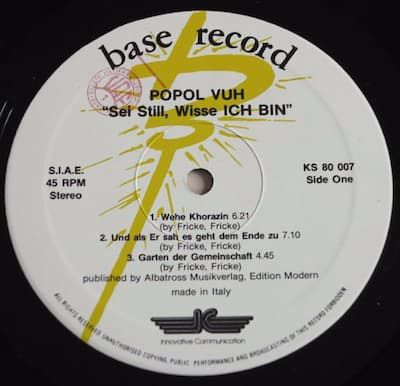 base record
POPOL VUH
"Sei Still, Wisse ICH BIN"
S.I.A.E.
45 RPM
Stereo
KS 80 007
Side One
1. Wehe Khorazin 6.21
(by Fricke, Fricke)
2. Und als Er sah es geht dem Ende zu 7.10
(by Fricke, Fricke)
3. Garten der Gemeinschaft 4.45
(by Fricke, Fricke)
published by Albatross Musikverlag, Edition Modern
made in Italy
IC
Innovative Communication
ALL RIGHTS RESERVED UNAUTHORISED COPYING, PUBLIC PERFORMANCE AND BROADCASTING OF THIS RECORD FORBIDDEN